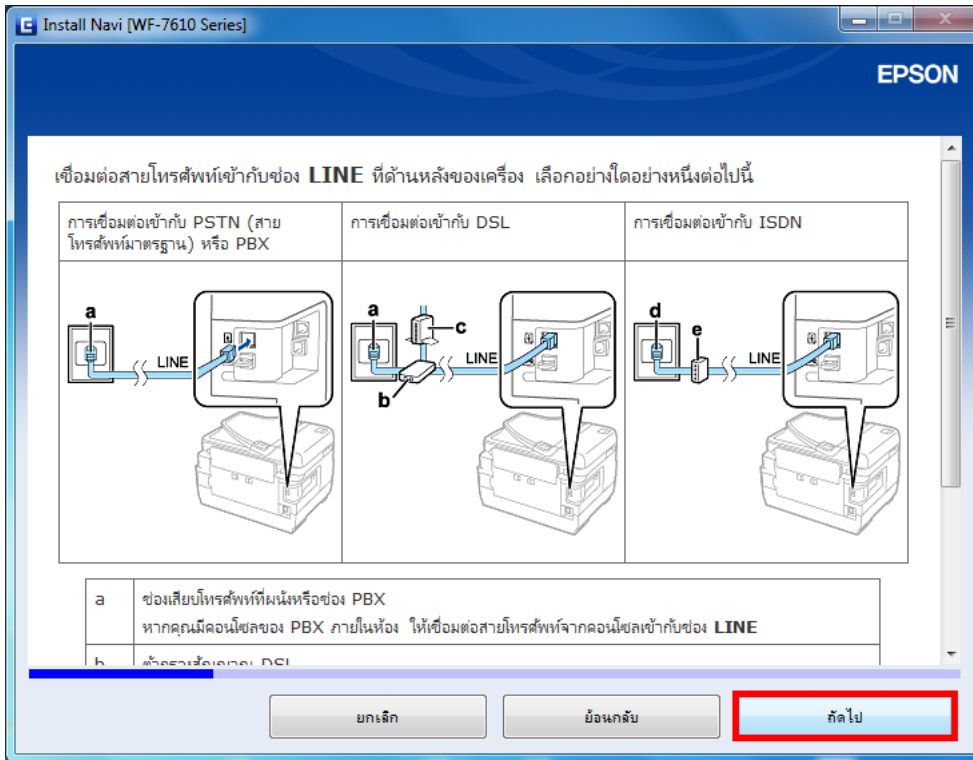 Install Navi [WF-7610 Series]
EPSON
เชื่อมต่อสายโทรศัพท์เข้ากับช่อง LINE ที่ด้านหลังของเครื่อง เลือกอย่างใดอย่างหนึ่งต่อไปนี้
การเชื่อมต่อเข้ากับ PSTN (สาย
โทรศัพท์มาตรฐาน) หรือ PBX
การเชื่อมต่อเข้ากับ DSL
การเชื่อมต่อเข้ากับ ISDN
a
LINE
a
c
LINE
b
d
e
LINE
a
ช่องเสียบโทรศัพท์ที่ผนังหรือช่อง PBX
หากคุณมีคอนโซลของ PBX ภายในห้อง ให้เชื่อมต่อสายโทรศัพท์จากคอนโซลเข้ากับช่อง LINE
b
ตัวกรองสัญญาณ DSL
ยกเลิก
ย้อนกลับ
ถัดไป